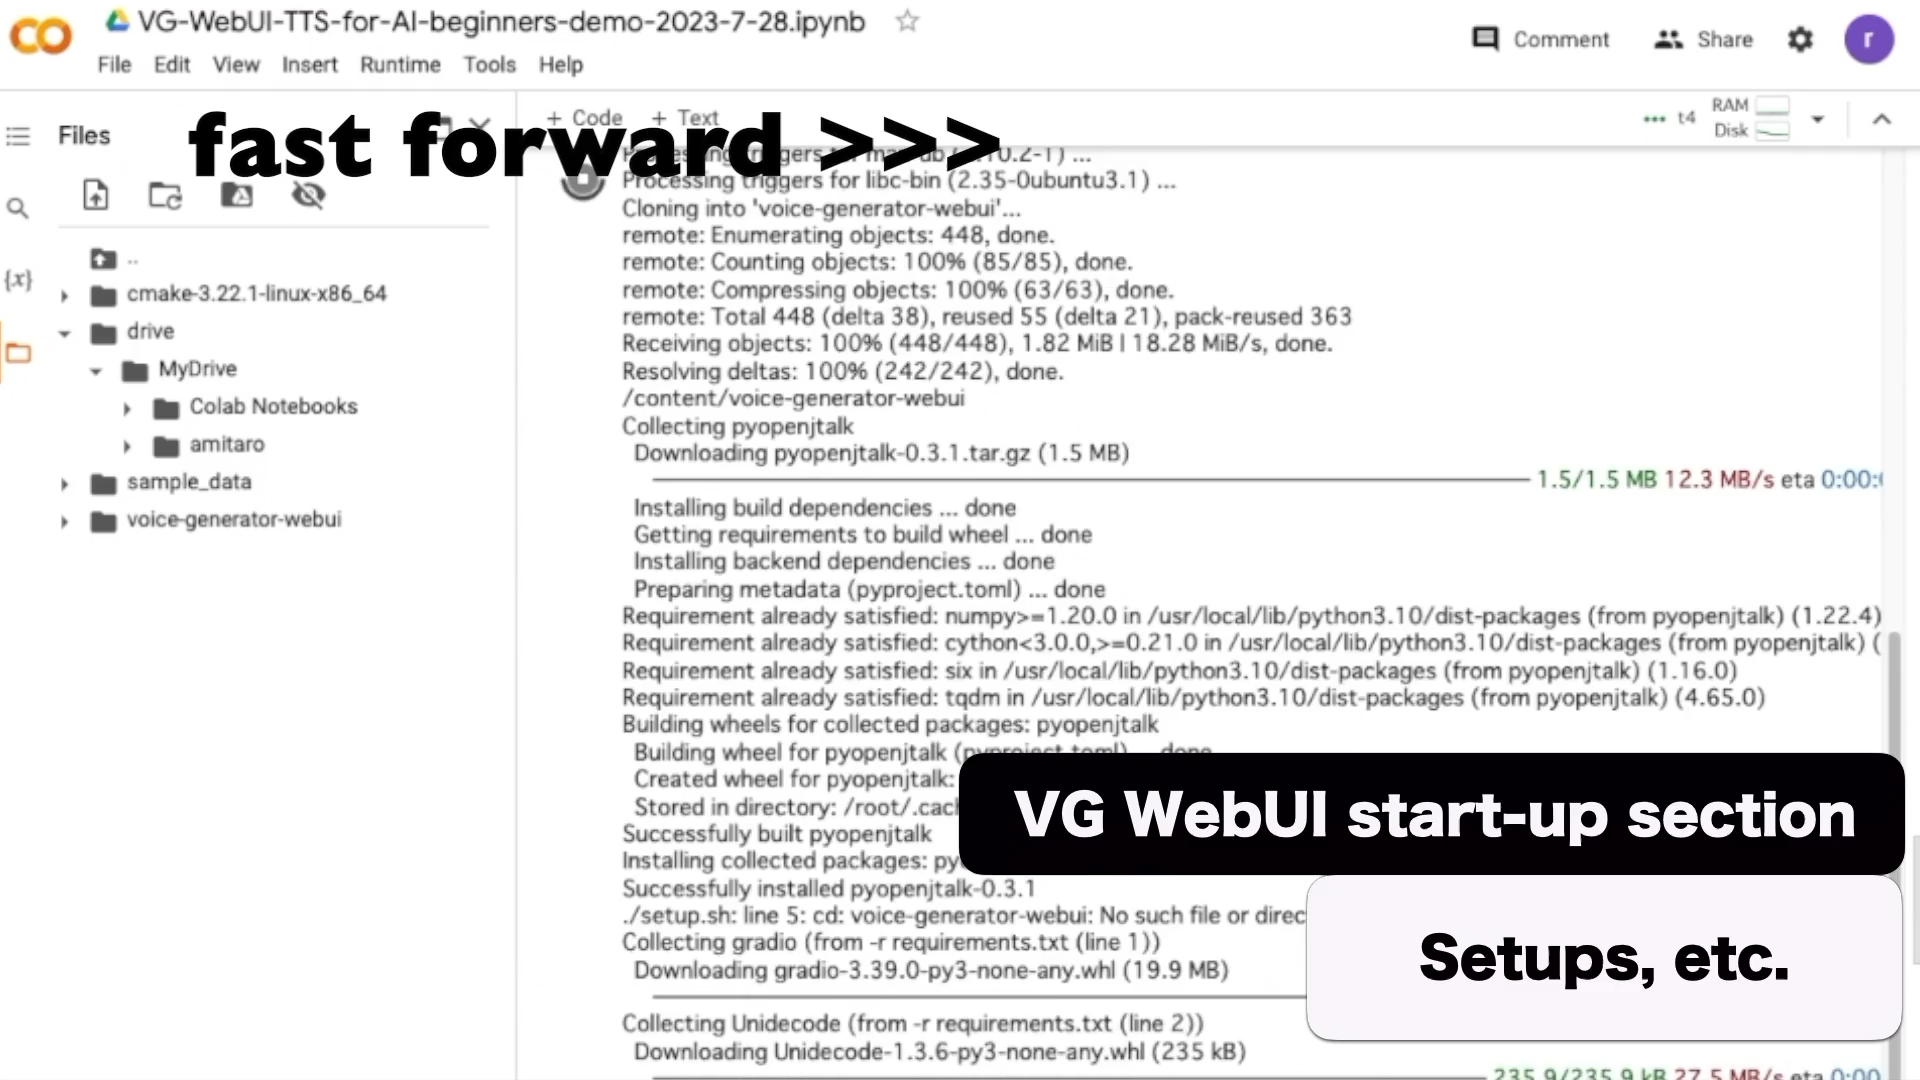 VG-WebUI-TTS-for-AI-beginners-demo-2023-7-28.ipynb
File Edit View Insert Runtime Tools Help
Comment Share r
fast forward >>>
Files
+ Code + Text
t4 RAM
Disk
..
cmake-3.22.1-linux-x86_64
drive
MyDrive
Colab Notebooks
amitaro
sample_data
voice-generator-webui
{x}
Processing triggers for libc-bin (2.35-0ubuntu3.1) ...
Cloning into 'voice-generator-webui'...
remote: Enumerating objects: 448, done.
remote: Counting objects: 100% (85/85), done.
remote: Compressing objects: 100% (63/63), done.
remote: Total 448 (delta 38), reused 55 (delta 21), pack-reused 363
Receiving objects: 100% (448/448), 1.82 MiB | 18.28 MiB/s, done.
Resolving deltas: 100% (242/242), done.
/content/voice-generator-webui
Collecting pyopenjtalk
Downloading pyopenjtalk-0.3.1.tar.gz (1.5 MB)
1.5/1.5 MB 12.3 MB/s eta 0:00:
Installing build dependencies ... done
Getting requirements to build wheel ... done
Installing backend dependencies ... done
Preparing metadata (pyproject.toml) ... done
Requirement already satisfied: numpy>=1.20.0 in /usr/local/lib/python3.10/dist-packages (from pyopenjtalk) (1.22.4)
Requirement already satisfied: cython<3.0.0,>=0.21.0 in /usr/local/lib/python3.10/dist-packages (from pyopenjtalk) (
Requirement already satisfied: six in /usr/local/lib/python3.10/dist-packages (from pyopenjtalk) (1.16.0)
Requirement already satisfied: tqdm in /usr/local/lib/python3.10/dist-packages (from pyopenjtalk) (4.65.0)
Building wheels for collected packages: pyopenjtalk
Building wheel for pyopenjtalk (pyproject.toml) ... done
Created wheel for pyopenjtalk:
Stored in directory: /root/.cac
Successfully built pyopenjtalk
Installing collected packages: py
Successfully installed pyopenjtalk-0.3.1
./setup.sh: line 5: cd: voice-generator-webui: No such file or direc
Collecting gradio (from -r requirements.txt (line 1))
Downloading gradio-3.39.0-py3-none-any.whl (19.9 MB)
Collecting Unidecode (from -r requirements.txt (line 2))
Downloading Unidecode-1.3.6-py3-none-any.whl (235 kB)
235.9/235.9 kB 27.5 MB/s eta 0:00
VG WebUI start-up section
Setups, etc.